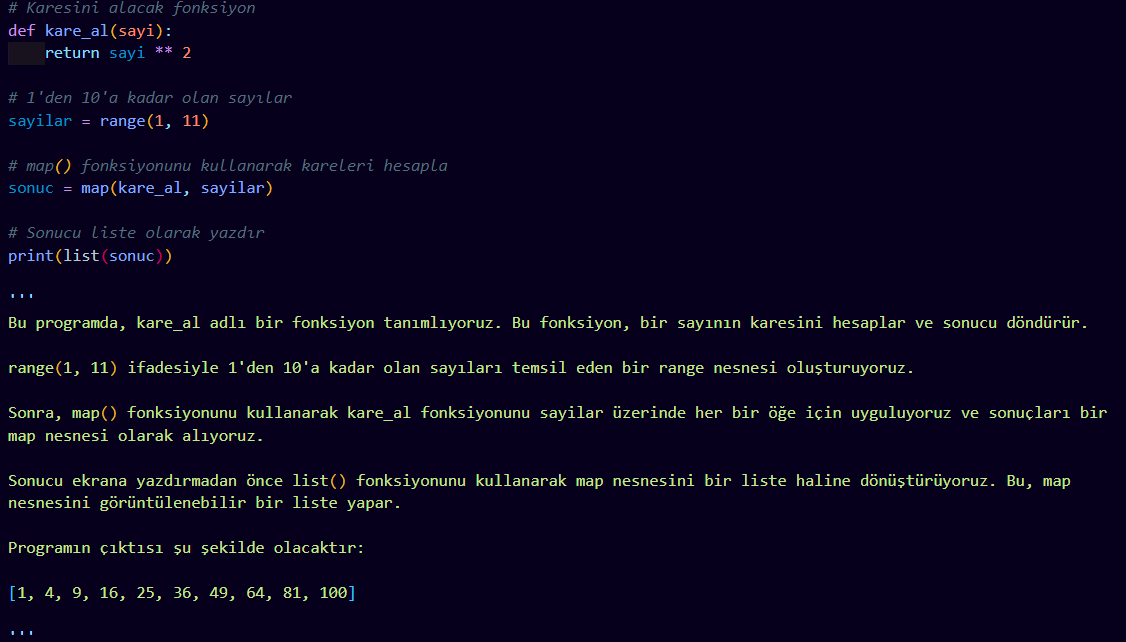 # Karesini alacak fonksiyon
def kare_al(sayi):
    return sayi ** 2
# 1'den 10'a kadar olan sayılar
sayilar = range(1, 11)
# map() fonksiyonunu kullanarak kareleri hesapla
sonuc = map(kare_al, sayilar)
# Sonucu liste olarak yazdır
print(list(sonuc))
'''
Bu programda, kare_al adlı bir fonksiyon tanımlıyoruz. Bu fonksiyon, bir sayının karesini hesaplar ve sonucu döndürür.
range(1, 11) ifadesiyle 1'den 10'a kadar olan sayıları temsil eden bir range nesnesi oluşturuyoruz.
Sonra, map() fonksiyonunu kullanarak kare_al fonksiyonunu sayilar üzerinde her bir öğe için uyguluyoruz ve sonuçları bir
map nesnesi olarak alıyoruz.
Sonucu ekrana yazdırmadan önce list() fonksiyonunu kullanarak map nesnesini bir liste haline dönüştürüyoruz. Bu, map
nesnesini görüntülenebilir bir liste yapar.
Programın çıktısı şu şekilde olacaktır:
[1, 4, 9, 16, 25, 36, 49, 64, 81, 100]
'''